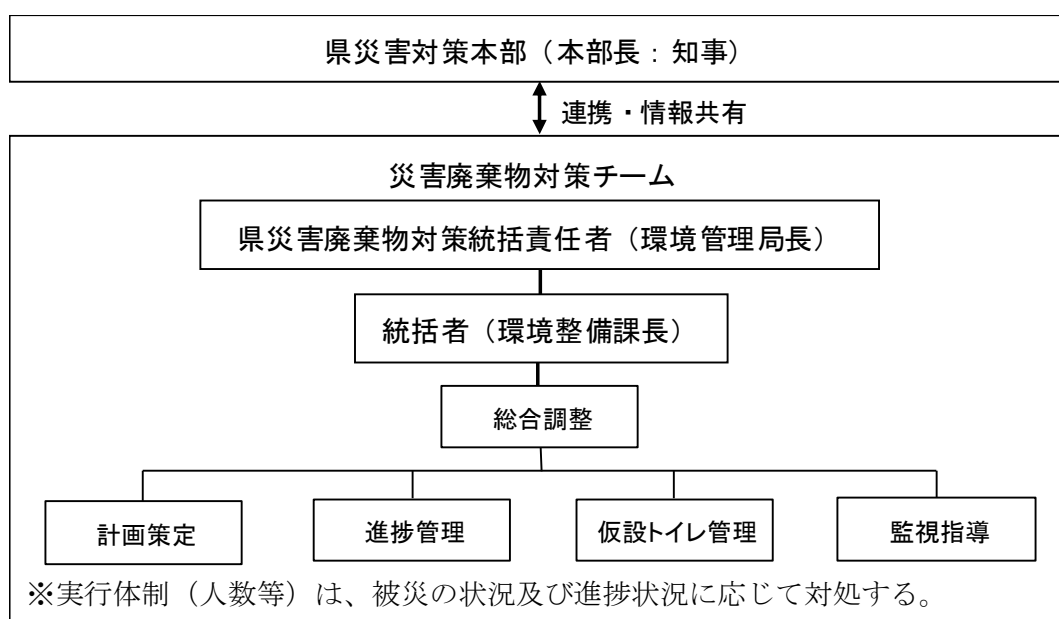 県災害対策本部（本部長：知事）
連携・情報共有
災害廃棄物対策チーム
県災害廃棄物対策統括責任者（環境管理局長）
統括者（環境整備課長）
総合調整
計画策定
進捗管理
仮設トイレ管理
監視指導
※実行体制（人数等）は、被災の状況及び進捗状況に応じて対処する。